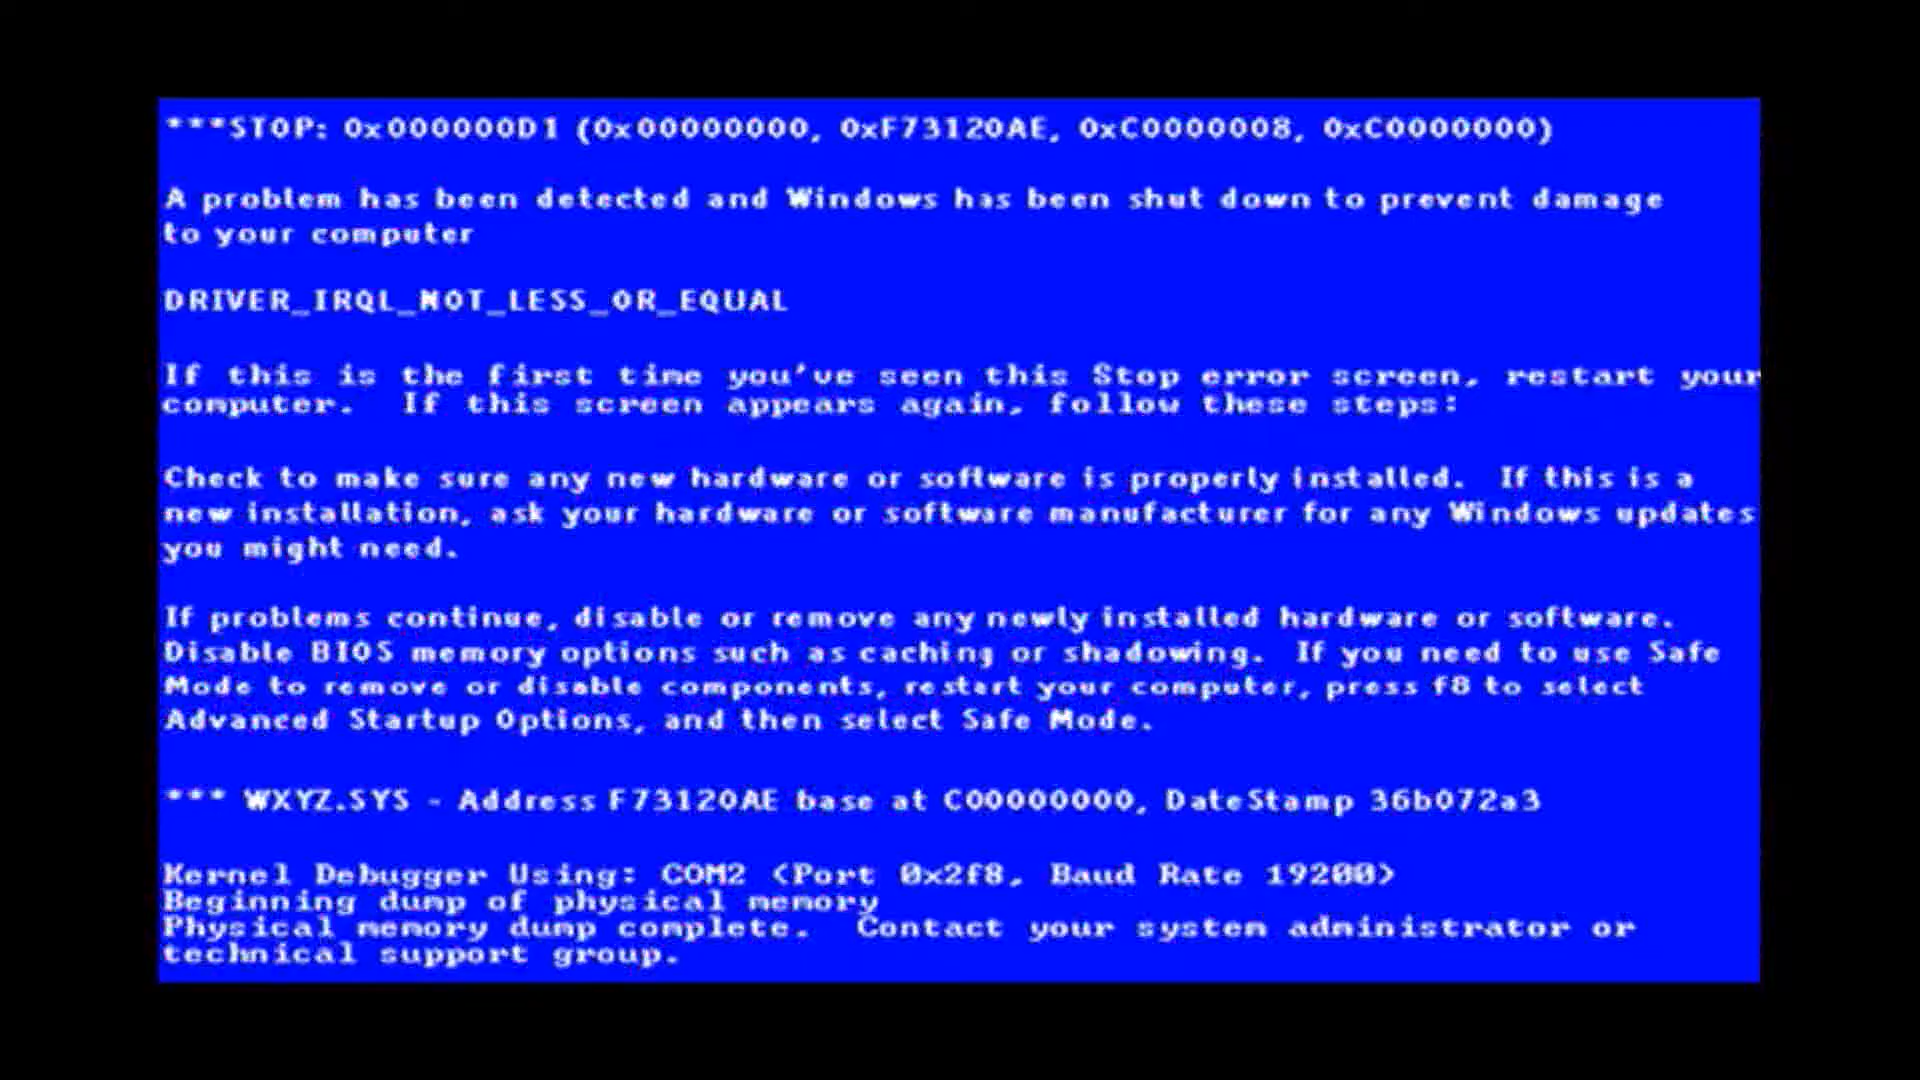 ***STOP: 0x000000D1 (0x00000000, 0xF73120AE, 0xC0000008, 0xC0000000)
A problem has been detected and Windows has been shut down to prevent damage
to your computer
DRIVER_IRQL_NOT_LESS_OR_EQUAL
If this is the first time you've seen this Stop error screen, restart your
computer.  If this screen appears again, follow these steps:
Check to make sure any new hardware or software is properly installed.  If this is a
new installation, ask your hardware or software manufacturer for any Windows updates
you might need.
If problems continue, disable or remove any newly installed hardware or software.
Disable BIOS memory options such as caching or shadowing.  If you need to use Safe
Mode to remove or disable components, restart your computer, press f8 to select
Advanced Startup Options, and then select Safe Mode.
*** WXYZ.SYS - Address F73120AE base at C00000000, DateStamp 36b072a3
Kernel Debugger Using: COM2 (Port 0x2f8, Baud Rate 19200)
Beginning dump of physical memory
Physical memory dump complete.  Contact your system administrator or
technical support group.